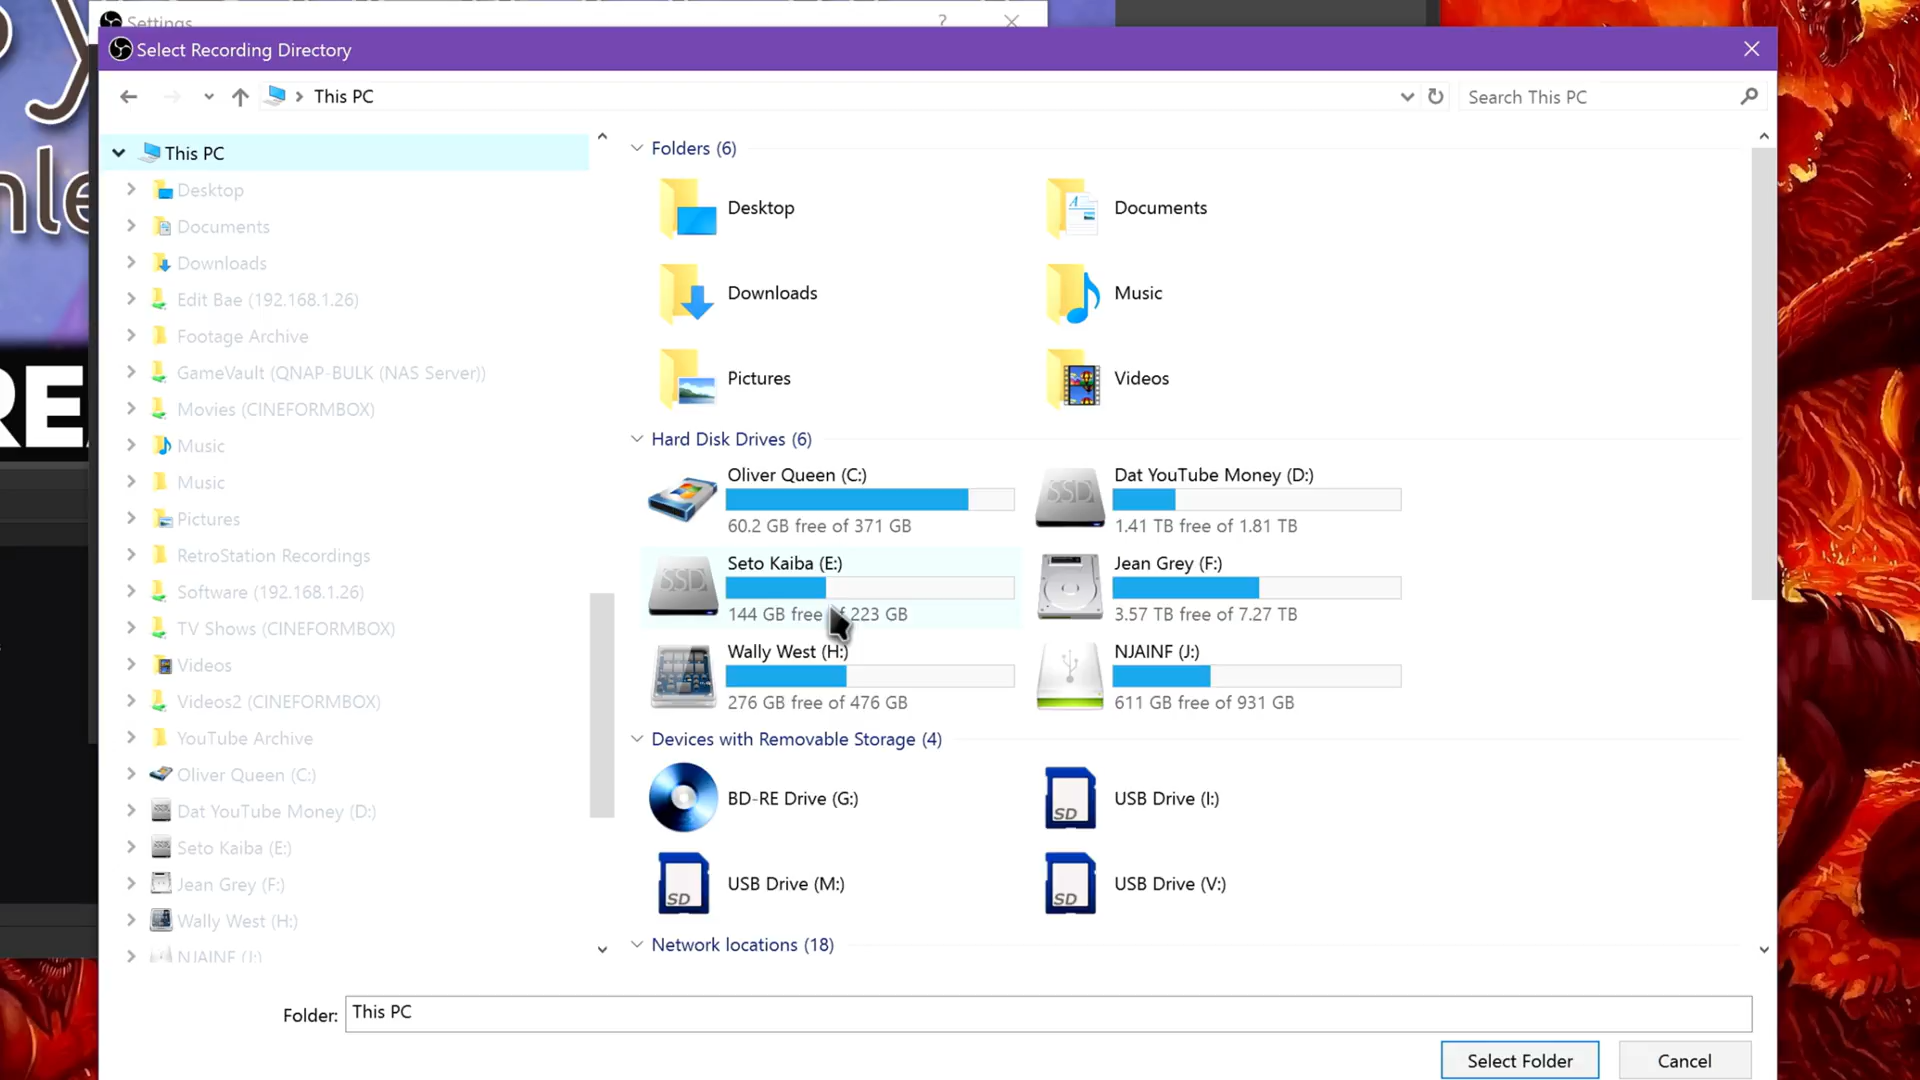 Settings
?
Select Recording Directory
This PC
Search This PC
This PC
Desktop
Documents
Downloads
Edit Bae (192.168.1.26)
Footage Archive
GameVault (QNAP-BULK (NAS Server))
Movies (CINEFORMBOX)
Music
Music
Pictures
RetroStation Recordings
Software (192.168.1.26)
TV Shows (CINEFORMBOX)
Videos
Videos2 (CINEFORMBOX)
YouTube Archive
Oliver Queen (C:)
Dat YouTube Money (D:)
Seto Kaiba (E:)
Jean Grey (F:)
Wally West (H:)
NJAINF (J:)
Folders (6)
Desktop
Documents
Downloads
Music
Pictures
Videos
Hard Disk Drives (6)
Oliver Queen (C:)
60.2 GB free of 371 GB
Dat YouTube Money (D:)
1.41 TB free of 1.81 TB
SSD
Seto Kaiba (E:)
144 GB free of 223 GB
SSD
Jean Grey (F:)
3.57 TB free of 7.27 TB
Wally West (H:)
276 GB free of 476 GB
NJAINF (J:)
611 GB free of 931 GB
Devices with Removable Storage (4)
BD-RE Drive (G:)
USB Drive (I:)
SD
USB Drive (M:)
SD
USB Drive (V:)
SD
Network locations (18)
Folder:
This PC
Select Folder
Cancel